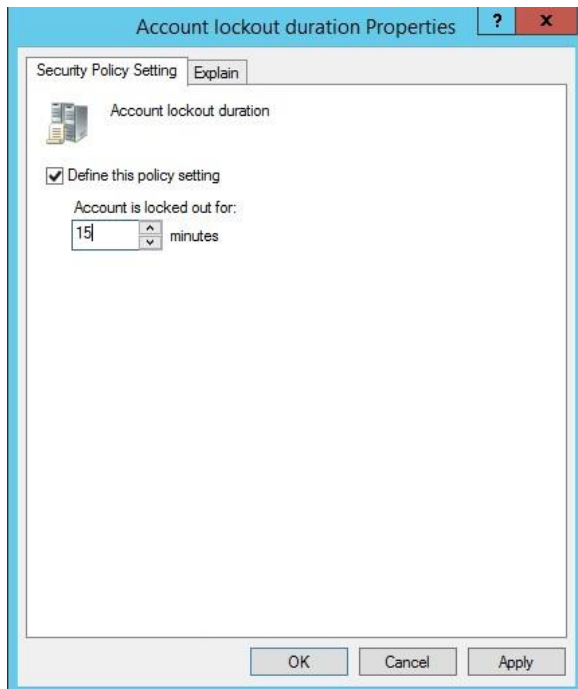 Account lockout duration Properties ? x
Security Policy Setting Explain
Account lockout duration
Define this policy setting
Account is locked out for:
15 minutes
OK Cancel Apply